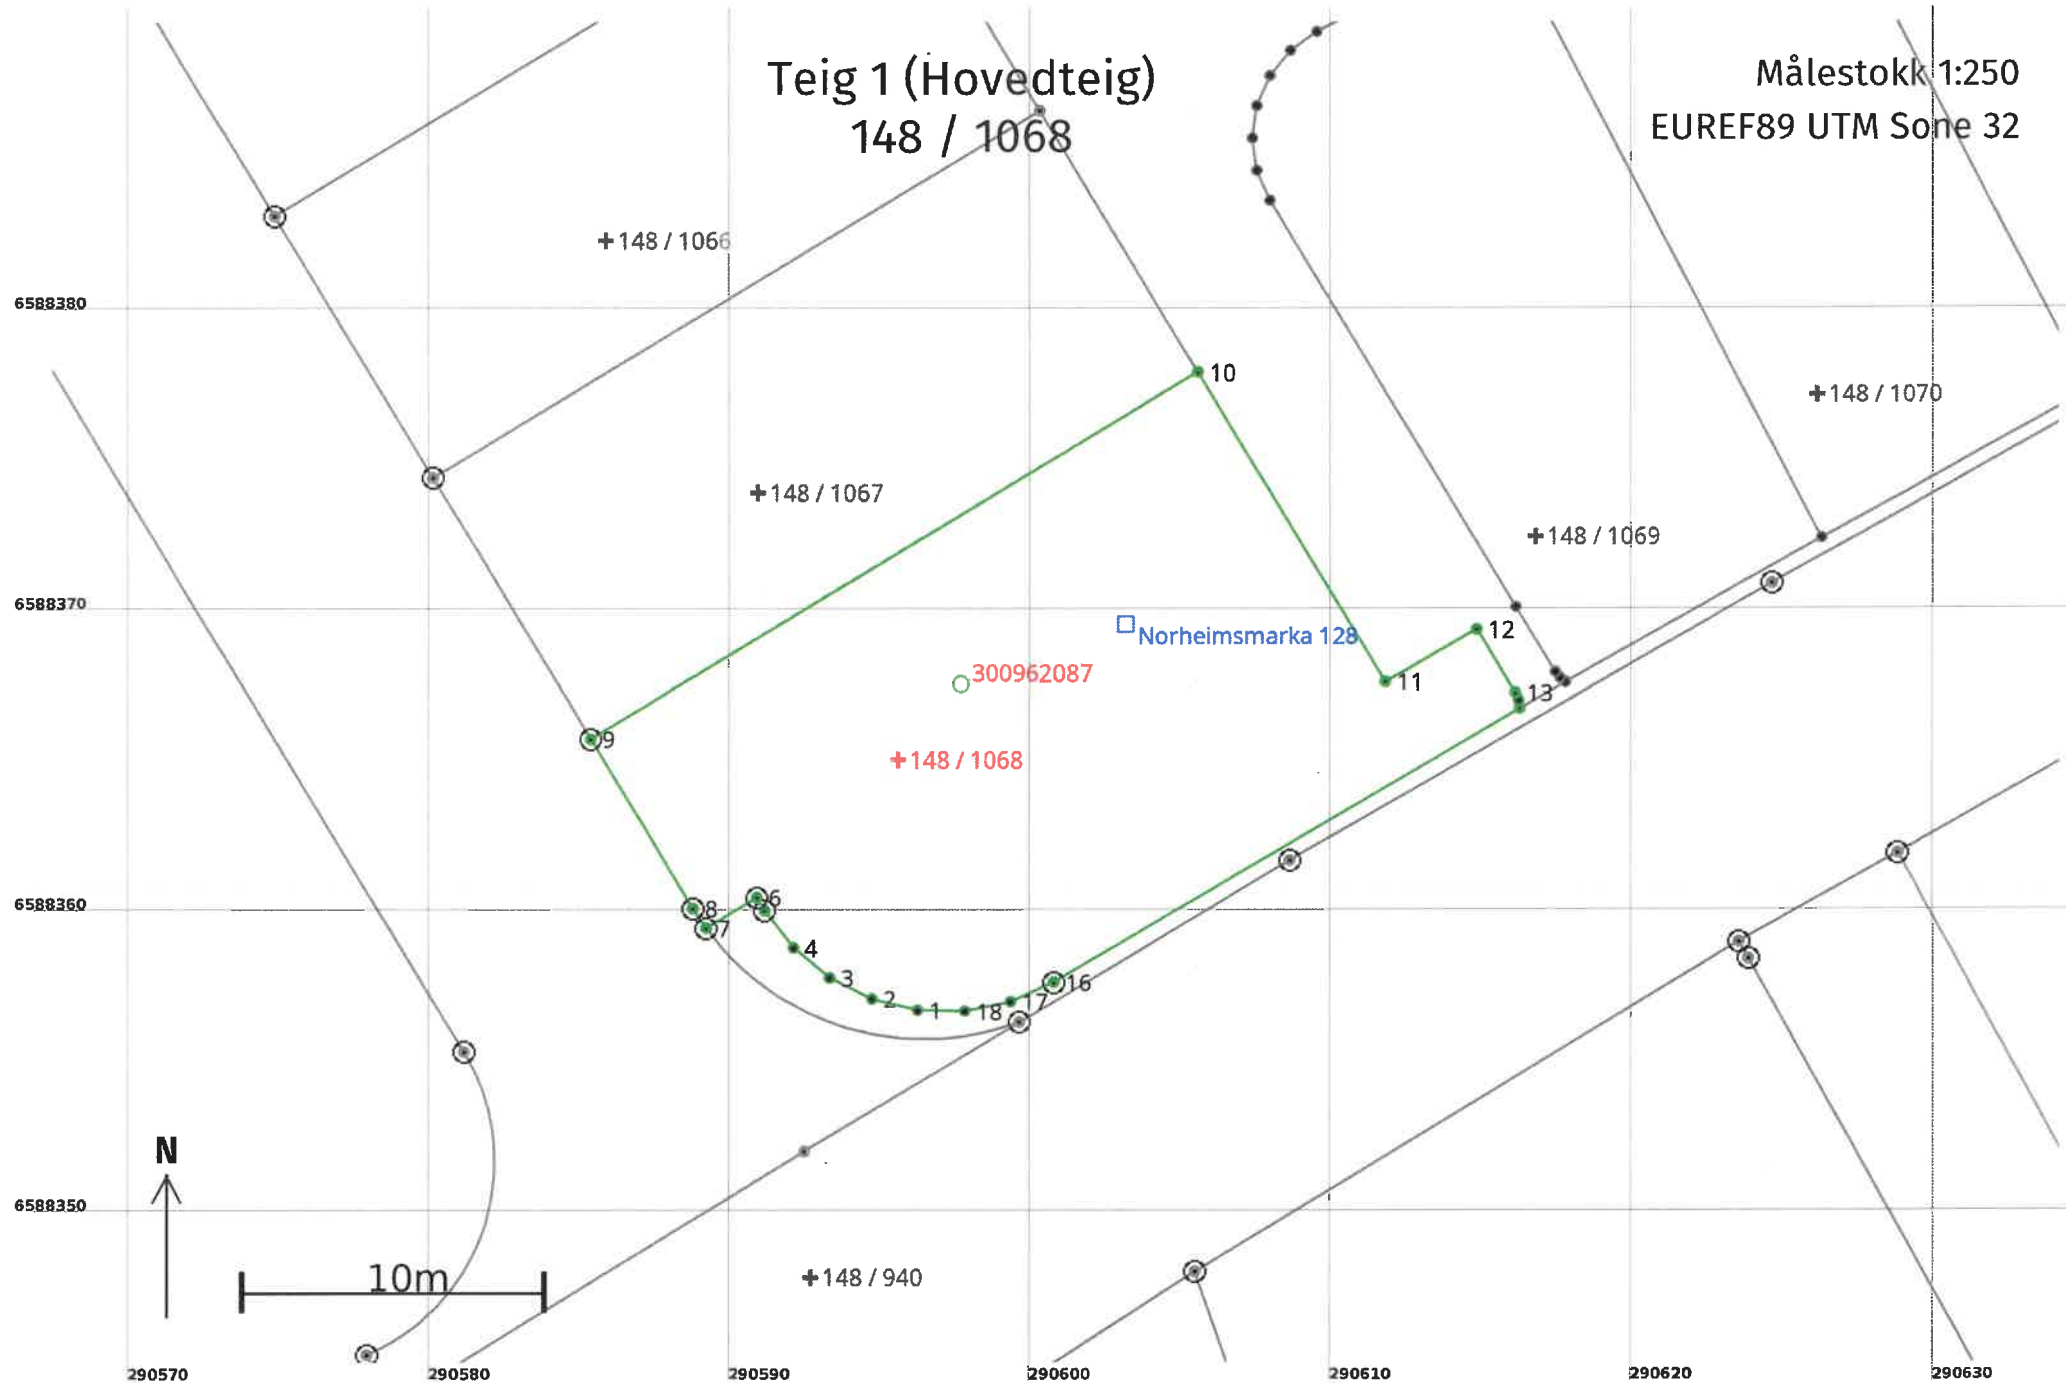 Teig 1 (Hovedteig)
148 / 1068
Målestokk 1:250
EUREF89 UTM Sone 32
148 / 1066
6588380
10
148 / 1070
148 / 1067
148 / 1069
6588370
Norheimsmarka 128
12
300962087
11
13
9
148 / 1068
6588360
8
6
7
4
3
2
1
18
17
16
N
6588350
10m
148 / 940
290570
290580
290590
290600
290610
290620
290630